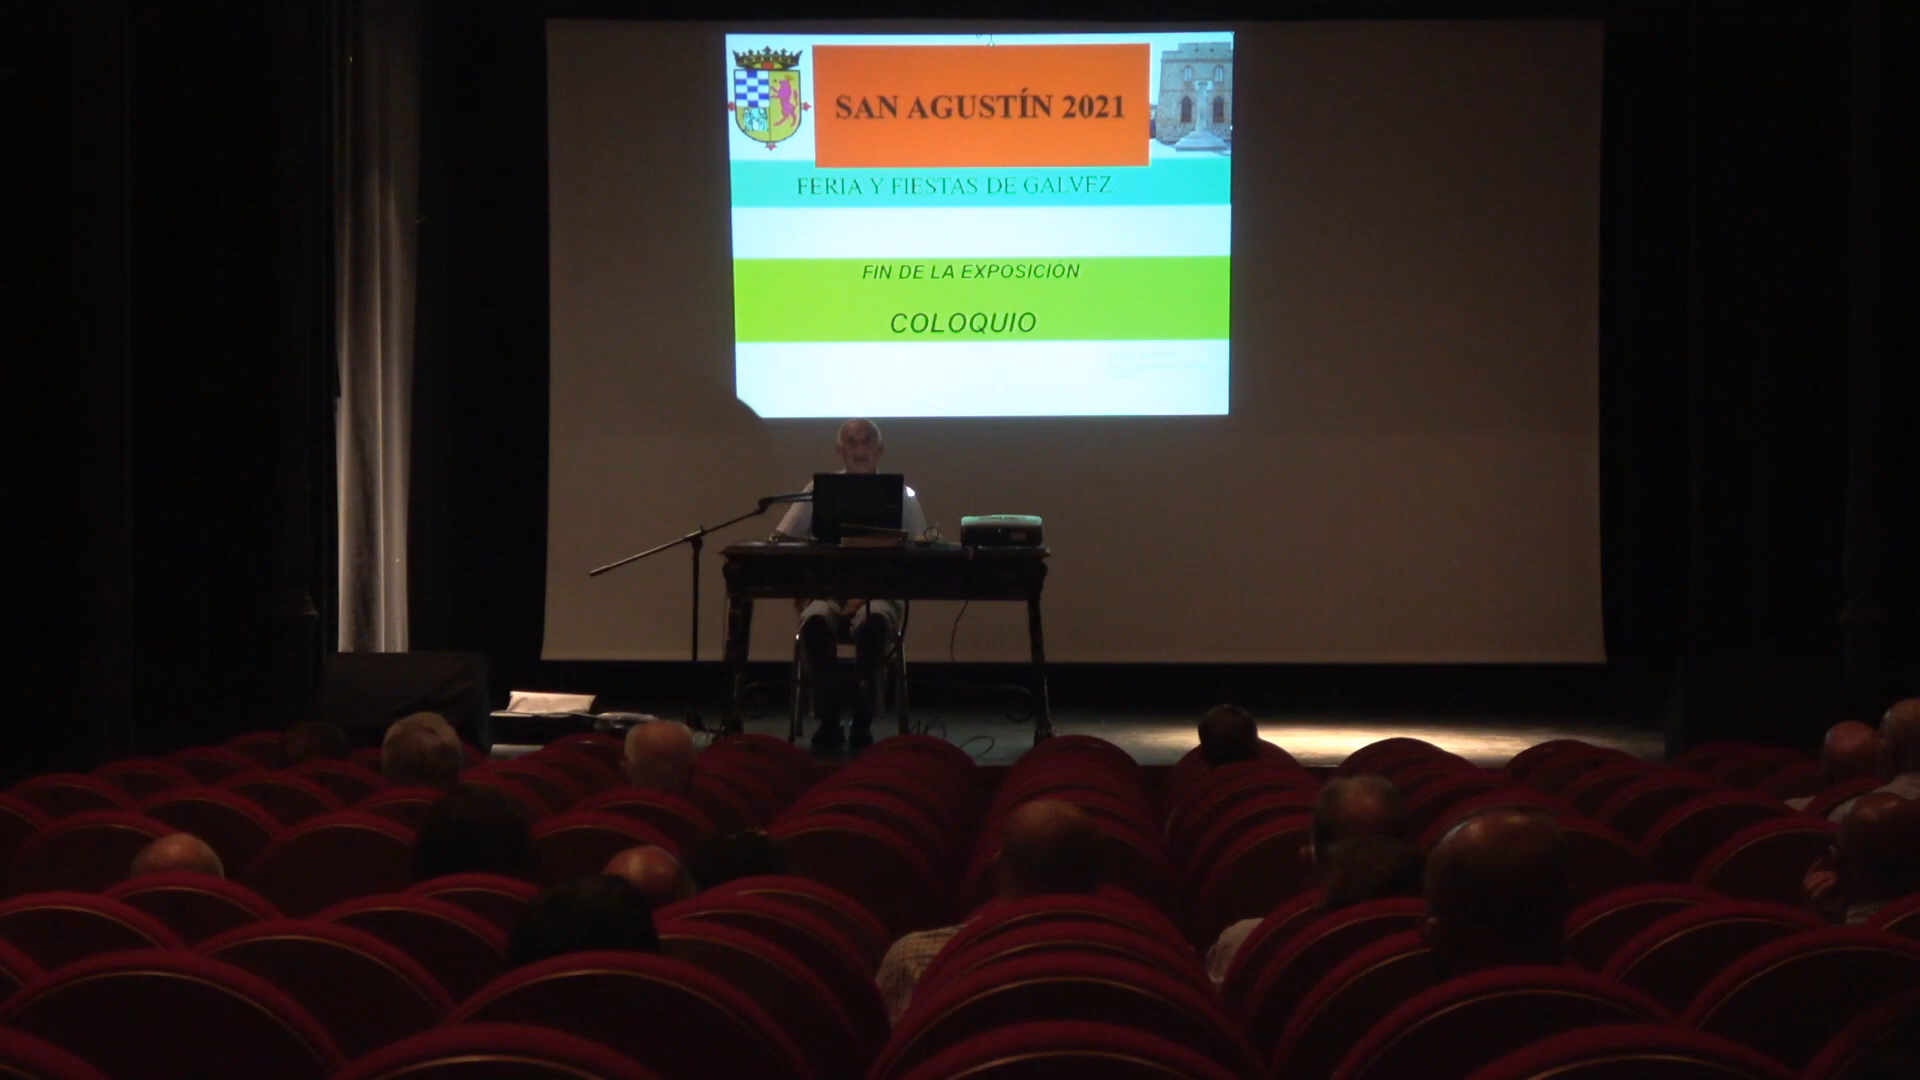 SAN AGUSTÍN 2021
FERIA Y FIESTAS DE GALVEZ.
FIN DE LA EXPOSICIÓN
COLOQUIO